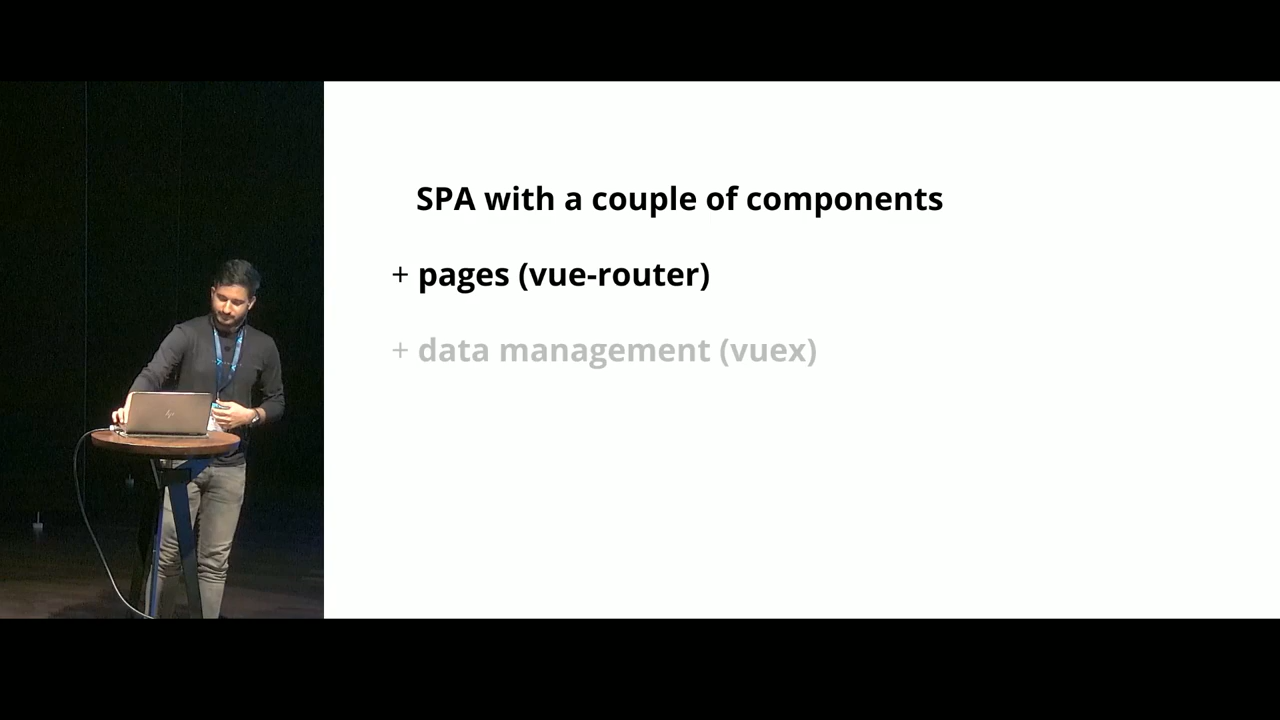 SPA with a couple of components
+ pages (vue-router)
+ data management (vuex)